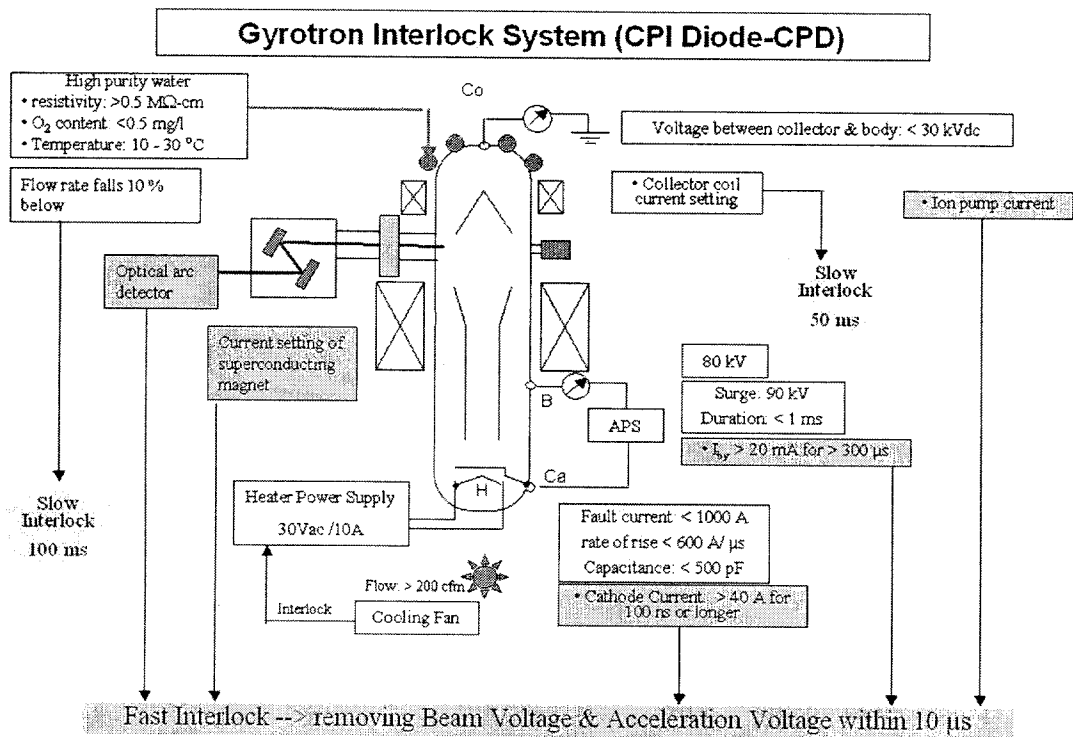 Gyrotron Interlock System (CPI Diode-CPD)
High purity water
• resistivity: >0.5 MΩ-cm
• O₂ content: <0.5 mg/l
• Temperature: 10 - 30 °C
Flow rate falls 10 %
below
Co
Voltage between collector & body: < 30 kVdc
• Collector coil
current setting
• Ion pump current
Optical arc
detector
Slow
Interlock
50 ms
Current setting of
superconducting
magnet
80 kV
B
Surge: 90 kV
Duration: < 1 ms
APS
• I_by > 20 mA for > 300 µs
Ca
H
Heater Power Supply
30Vac /10A
Slow
Interlock
100 ms
Fault current: < 1000 A
rate of rise < 600 A/ µs
Capacitance: < 500 pF
• Cathode Current: > 40 A for
100 ns or longer
Flow: > 200 cfm
Interlock
Cooling Fan
Fast Interlock --> removing Beam Voltage & Acceleration Voltage within 10 µs